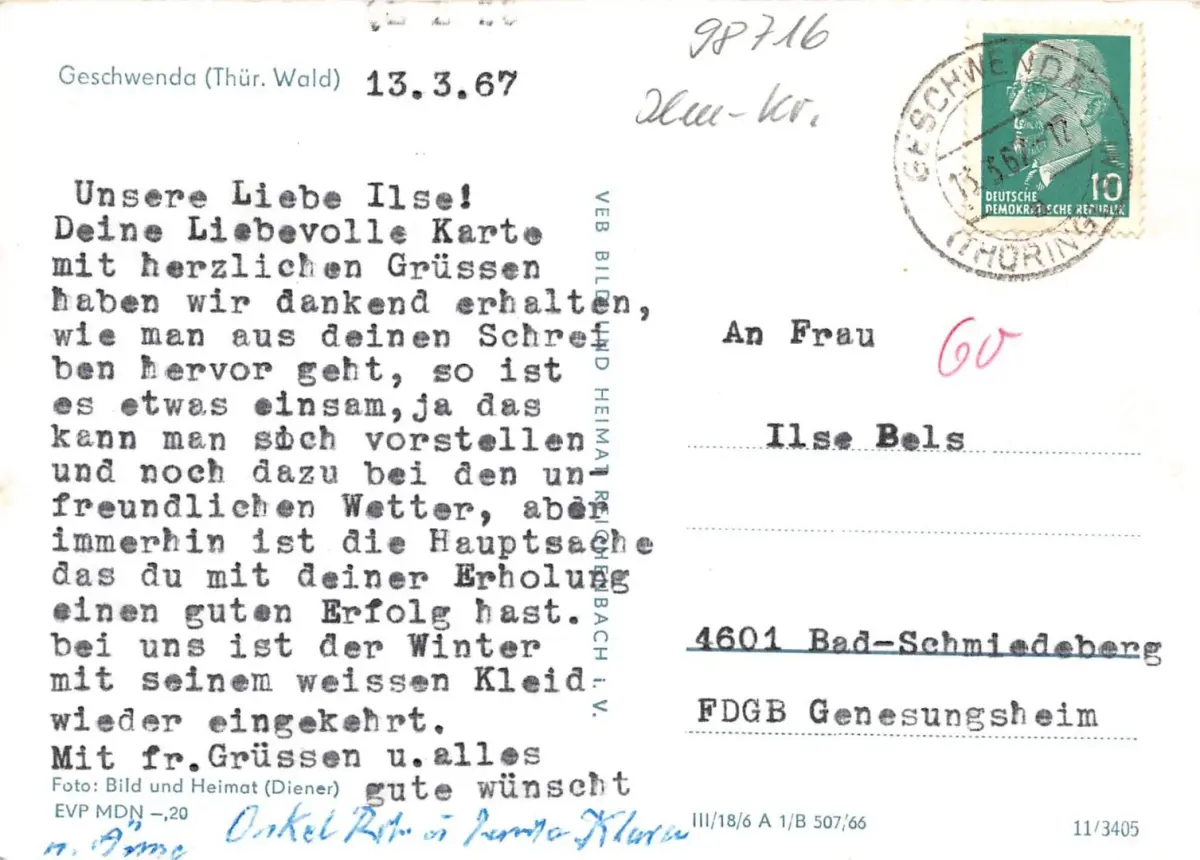 98716
Ilm-Kr.
Geschwenda (Thür. Wald) 13.3.67
GESCHWENDA
(THÜRING
DEUTSCHE
DEMOKRATISCHE REPUBLIK
10
Unsere Liebe Ilse!
Deine Liebevolle Karte
mit herzlichen Grüssen
haben wir dankend erhalten,
wie man aus deinen Schrei
ben hervor geht, so ist
es etwas einsam,ja das
kann man sich vorstellen
und noch dazu bei den un-
freundlichen Wetter, aber
immerhin ist die Hauptsache
das du mit deiner Erholung
einen guten Erfolg hast.
bei uns ist der Winter
mit seinem weissen Kleid
wieder eingekehrt.
Mit fr.Grüssen u.alles
gute wünscht
Onkel
Klara
VEB BILD UND HEIMAT REICHENBACH i. V.
An Frau
60
Ilse Bels
4601 Bad-Schmiedeberg
FDGB Genesungsheim
Foto: Bild und Heimat (Diener)
EVP MDN -,20
III/18/6 A 1/B 507/66
11/3405